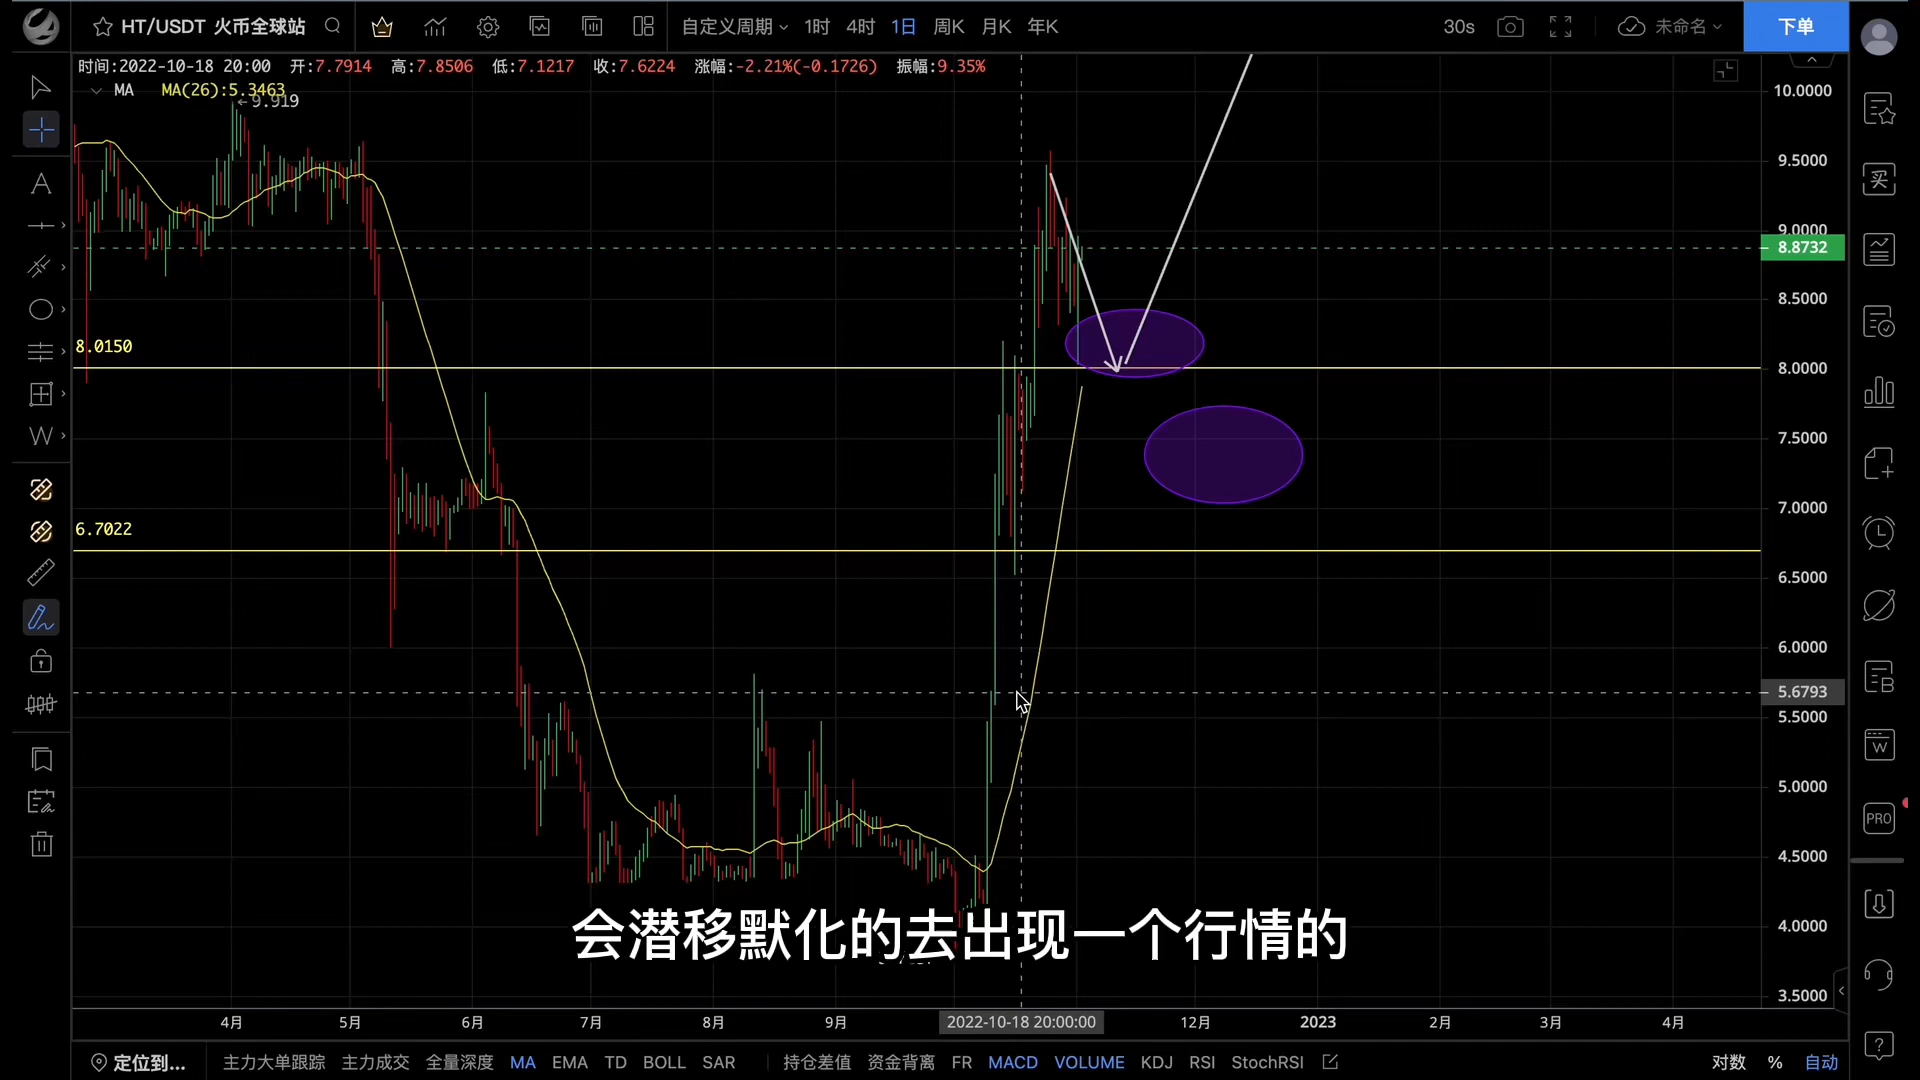 HT/USDT 火币全球站
自定义周期 1时 4时 1日 周K 月K 年K
30s 未命名 下单
时间:2022-10-18 20:00 开:7.7914 高:7.8506 低:7.1217 收:7.6224 涨幅:-2.21%(-0.1726) 振幅:9.35%
MA MA(26):5.3463
←9.919
10.0000
9.5000
9.0000
8.8732
8.5000
8.0150
8.0000
7.5000
7.0000
6.7022
6.5000
6.0000
5.6793
5.5000
5.0000
4.5000
4.0000
3.5000
买
W
PRO
会潜移默化的去出现一个行情的
4月 5月 6月 7月 8月 9月 2022-10-18 20:00:00 12月 2023 2月 3月 4月
定位到... 主力大单跟踪 主力成交 全量深度 MA EMA TD BOLL SAR 持仓差值 资金背离 FR MACD VOLUME KDJ RSI StochRSI 对数 % 自动